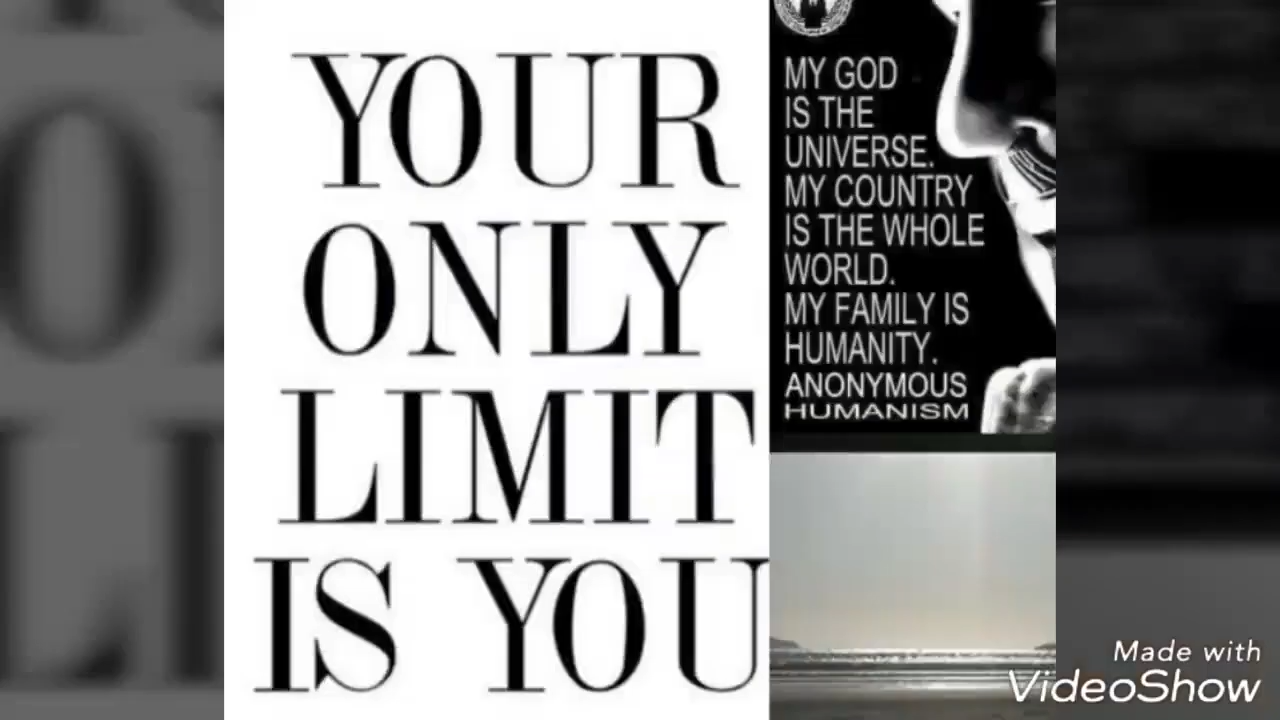 YOUR
ONLY
LIMIT
IS YOU
MY GOD
IS THE
UNIVERSE.
MY COUNTRY
IS THE WHOLE
WORLD.
MY FAMILY IS
HUMANITY.
ANONYMOUS
HUMANISM
Made with
VideoShow